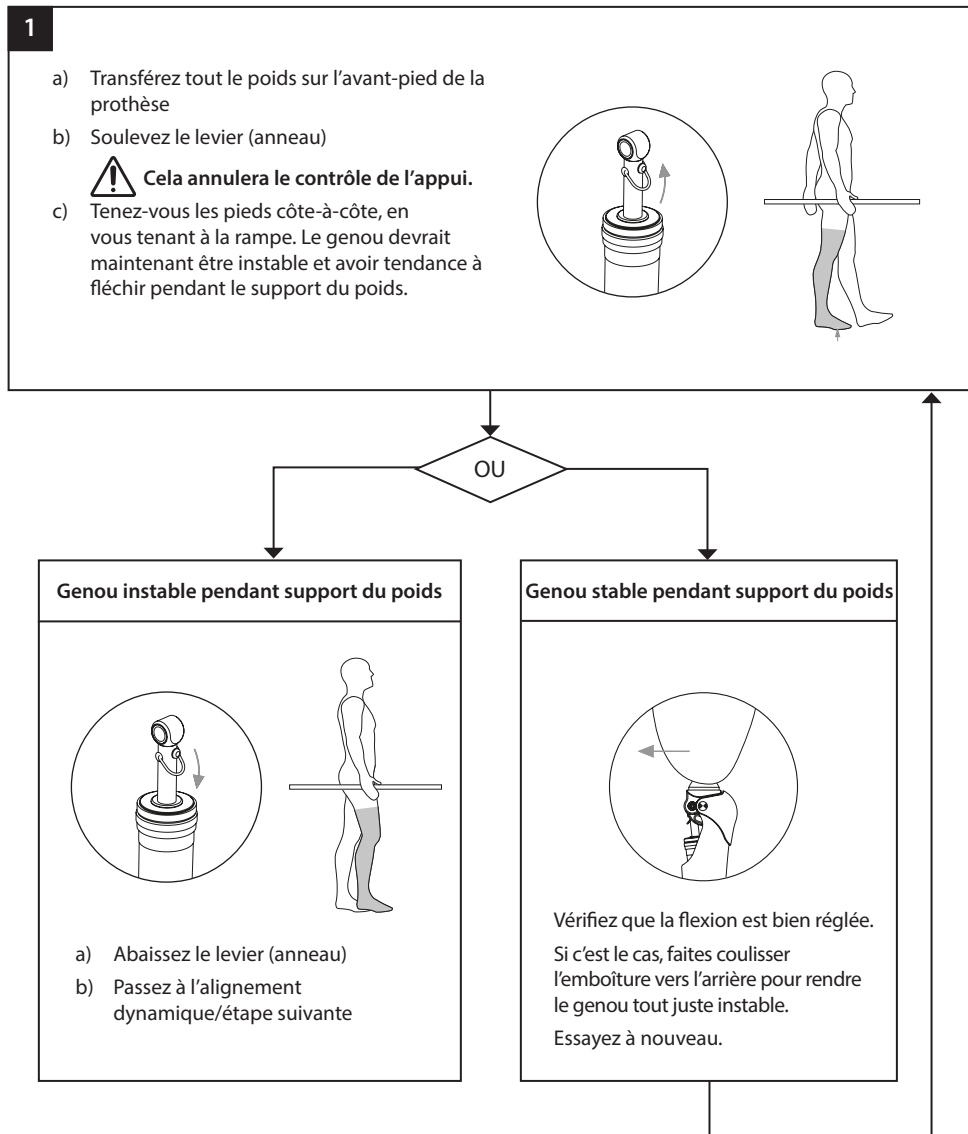 1
a) Transférez tout le poids sur l’avant-pied de la
prothèse
b) Soulevez le levier (anneau)
Cela annulera le contrôle de l’appui.
c) Tenez-vous les pieds côte-à-côte, en
vous tenant à la rampe. Le genou devrait
maintenant être instable et avoir tendance à
fléchir pendant le support du poids.
OU
Genou instable pendant support du poids
a) Abaissez le levier (anneau)
b) Passez à l’alignement
dynamique/étape suivante
Genou stable pendant support du poids
Vérifiez que la flexion est bien réglée.
Si c’est le cas, faites coulisser
l’emboîture vers l’arrière pour rendre
le genou tout juste instable.
Essayez à nouveau.